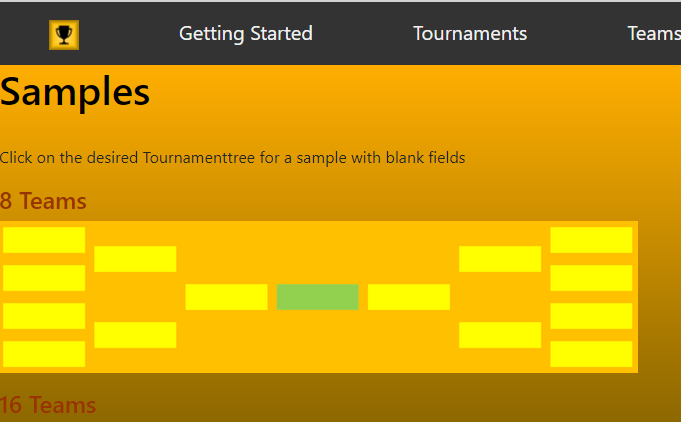 Getting Started Tournaments Teams
Samples
Click on the desired Tournamenttree for a sample with blank fields
8 Teams
16 Teams